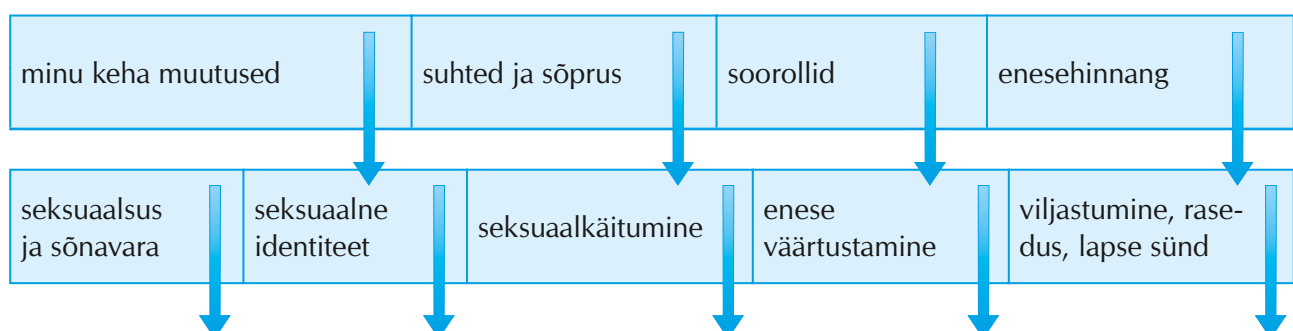 minu keha muutused
suhted ja sõprus
soorollid
enesehinnang
seksuaalsus
ja sõnavara
seksuaalne
identiteet
seksuaalkäitumine
enese
väärtustamine
viljastumine, rase-
dus, lapse sünd